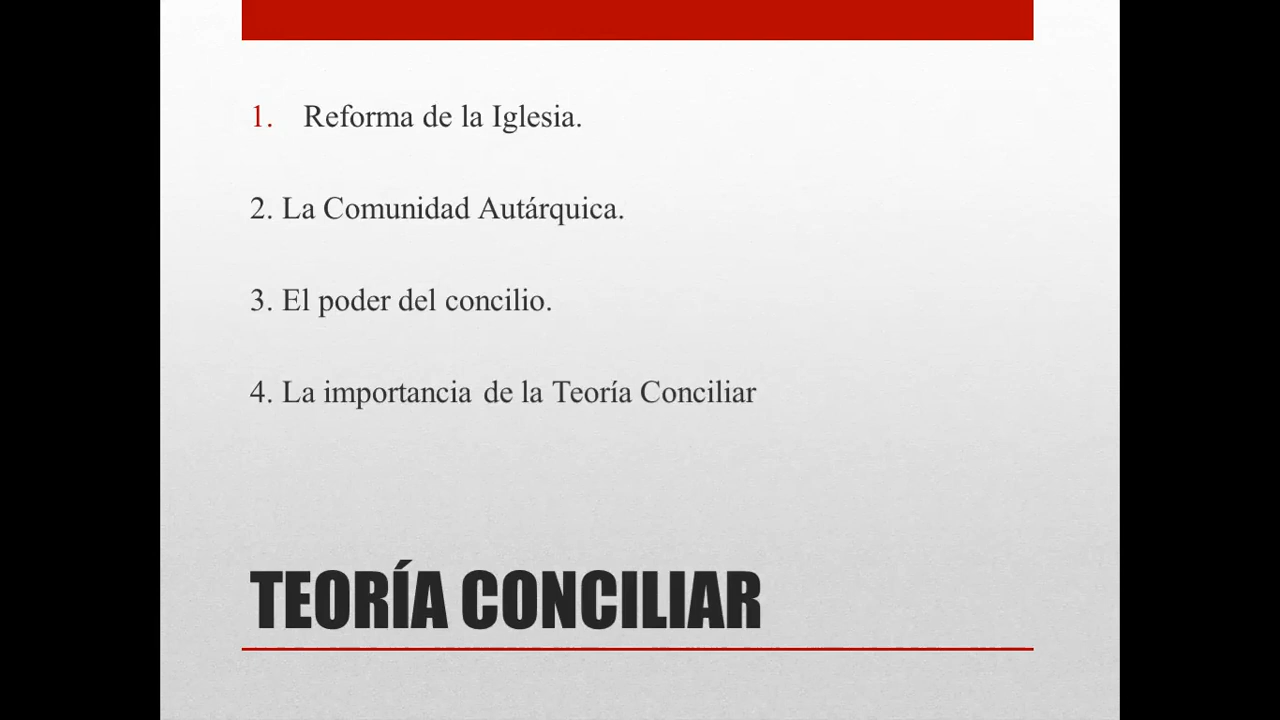 1. Reforma de la Iglesia.
2. La Comunidad Autárquica.
3. El poder del concilio.
4. La importancia de la Teoría Conciliar
TEORÍA CONCILIAR